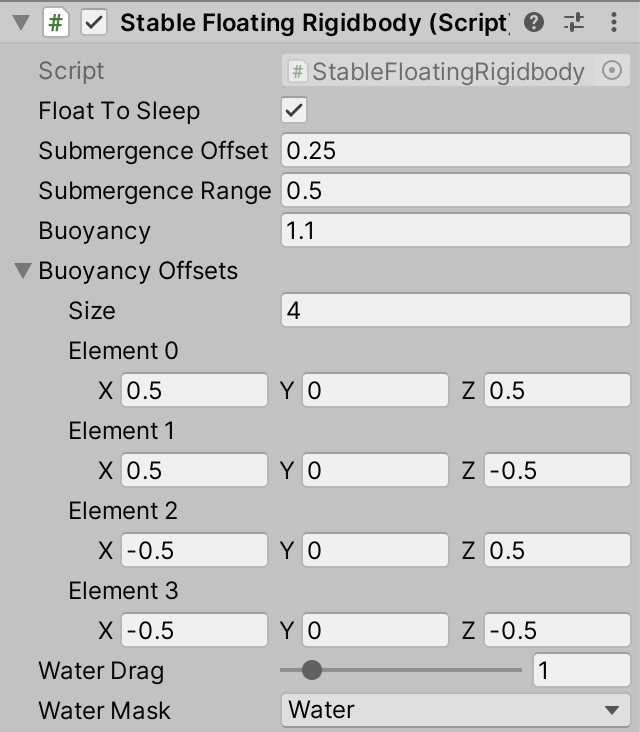 # Stable Floating Rigidbody (Script)
Script # StableFloatingRigidbody
Float To Sleep
Submergence Offset 0.25
Submergence Range 0.5
Buoyancy 1.1
Buoyancy Offsets
Size 4
Element 0
X 0.5 Y 0 Z 0.5
Element 1
X 0.5 Y 0 Z -0.5
Element 2
X -0.5 Y 0 Z 0.5
Element 3
X -0.5 Y 0 Z -0.5
Water Drag 1
Water Mask Water